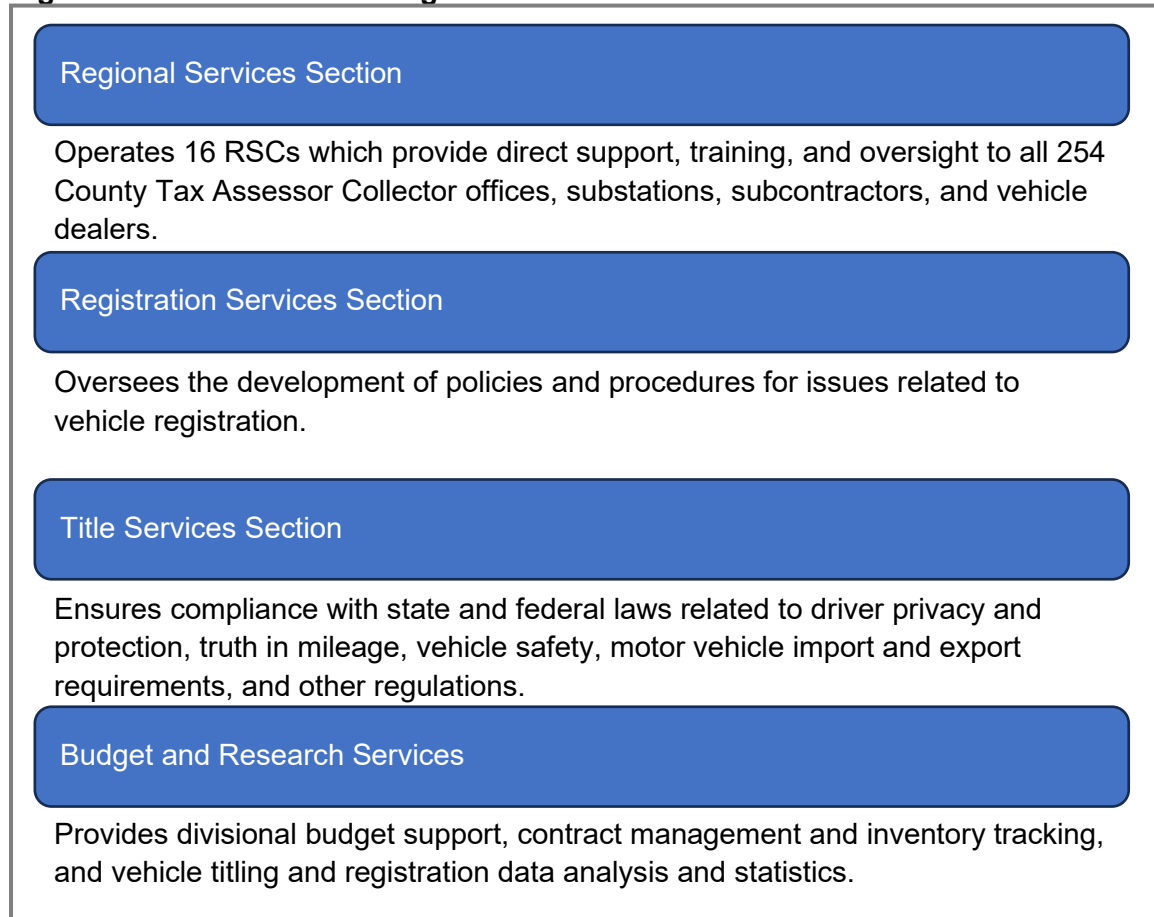 Regional Services Section
Operates 16 RSCs which provide direct support, training, and oversight to all 254
County Tax Assessor Collector offices, substations, subcontractors, and vehicle
dealers.
Registration Services Section
Oversees the development of policies and procedures for issues related to
vehicle registration.
Title Services Section
Ensures compliance with state and federal laws related to driver privacy and
protection, truth in mileage, vehicle safety, motor vehicle import and export
requirements, and other regulations.
Budget and Research Services
Provides divisional budget support, contract management and inventory tracking,
and vehicle titling and registration data analysis and statistics.